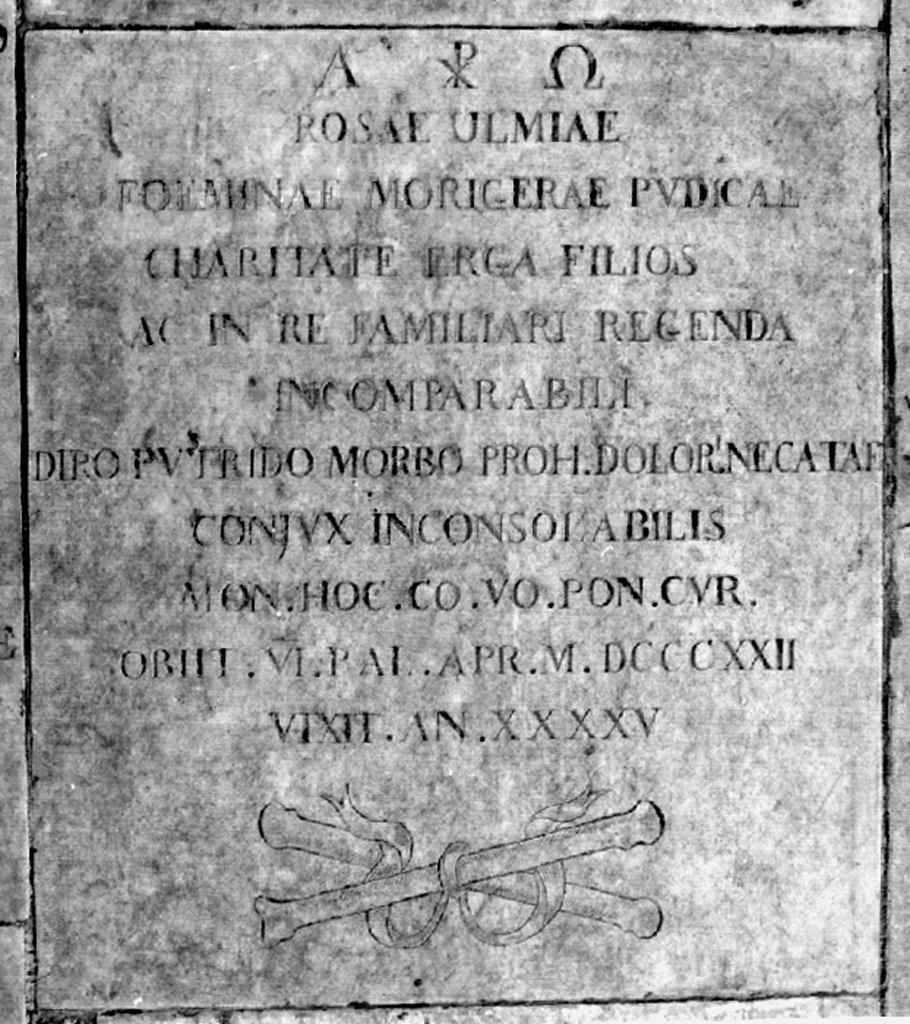 Α ☧ Ω
ROSAE ULMIAE
FOEMINAE MORIGERAE PVDICAE
CHARITATE ERGA FILIOS
AC IN RE FAMILIARI REGENDA
INCOMPARABILI
DIRO PVTRIDO MORBO PROH.DOLOR!NECATAE
CONJVX INCONSOLABILIS
MON.HOC.CO.VO.PON.CVR.
OBIIT.VI.KAL.APR.M.DCCCCXXII
VIXIT.AN.XXXXV